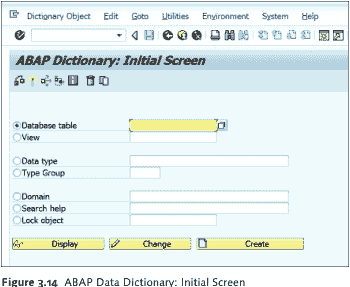 Dictionary Object Edit Goto Utilities Environment System Help
ABAP Dictionary: Initial Screen
Database table
View
Data type
Type Group
Domain
Search help
Lock object
Display Change Create
Figure 3.14 ABAP Data Dictionary: Initial Screen